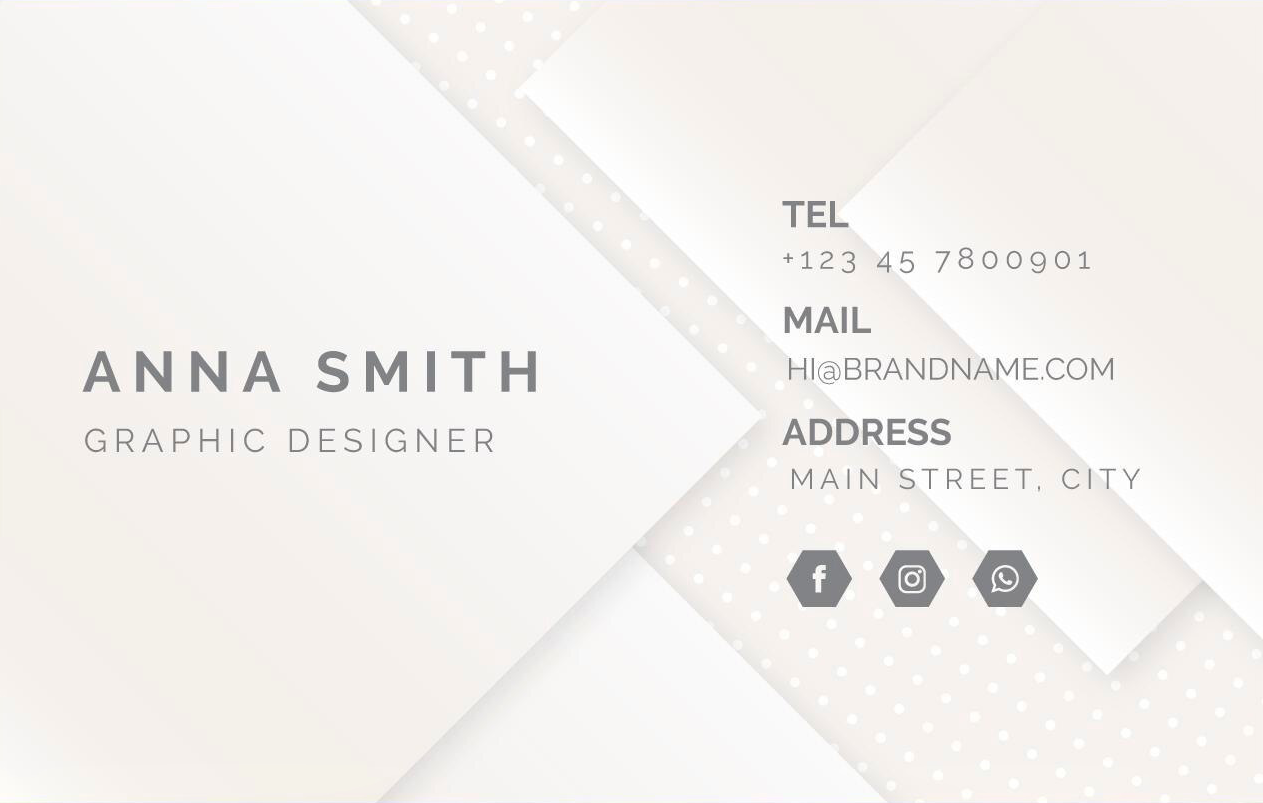 ANNA SMITH
GRAPHIC DESIGNER
TEL
+123 45 7800901
MAIL
HI@BRANDNAME.COM
ADDRESS
MAIN STREET, CITY